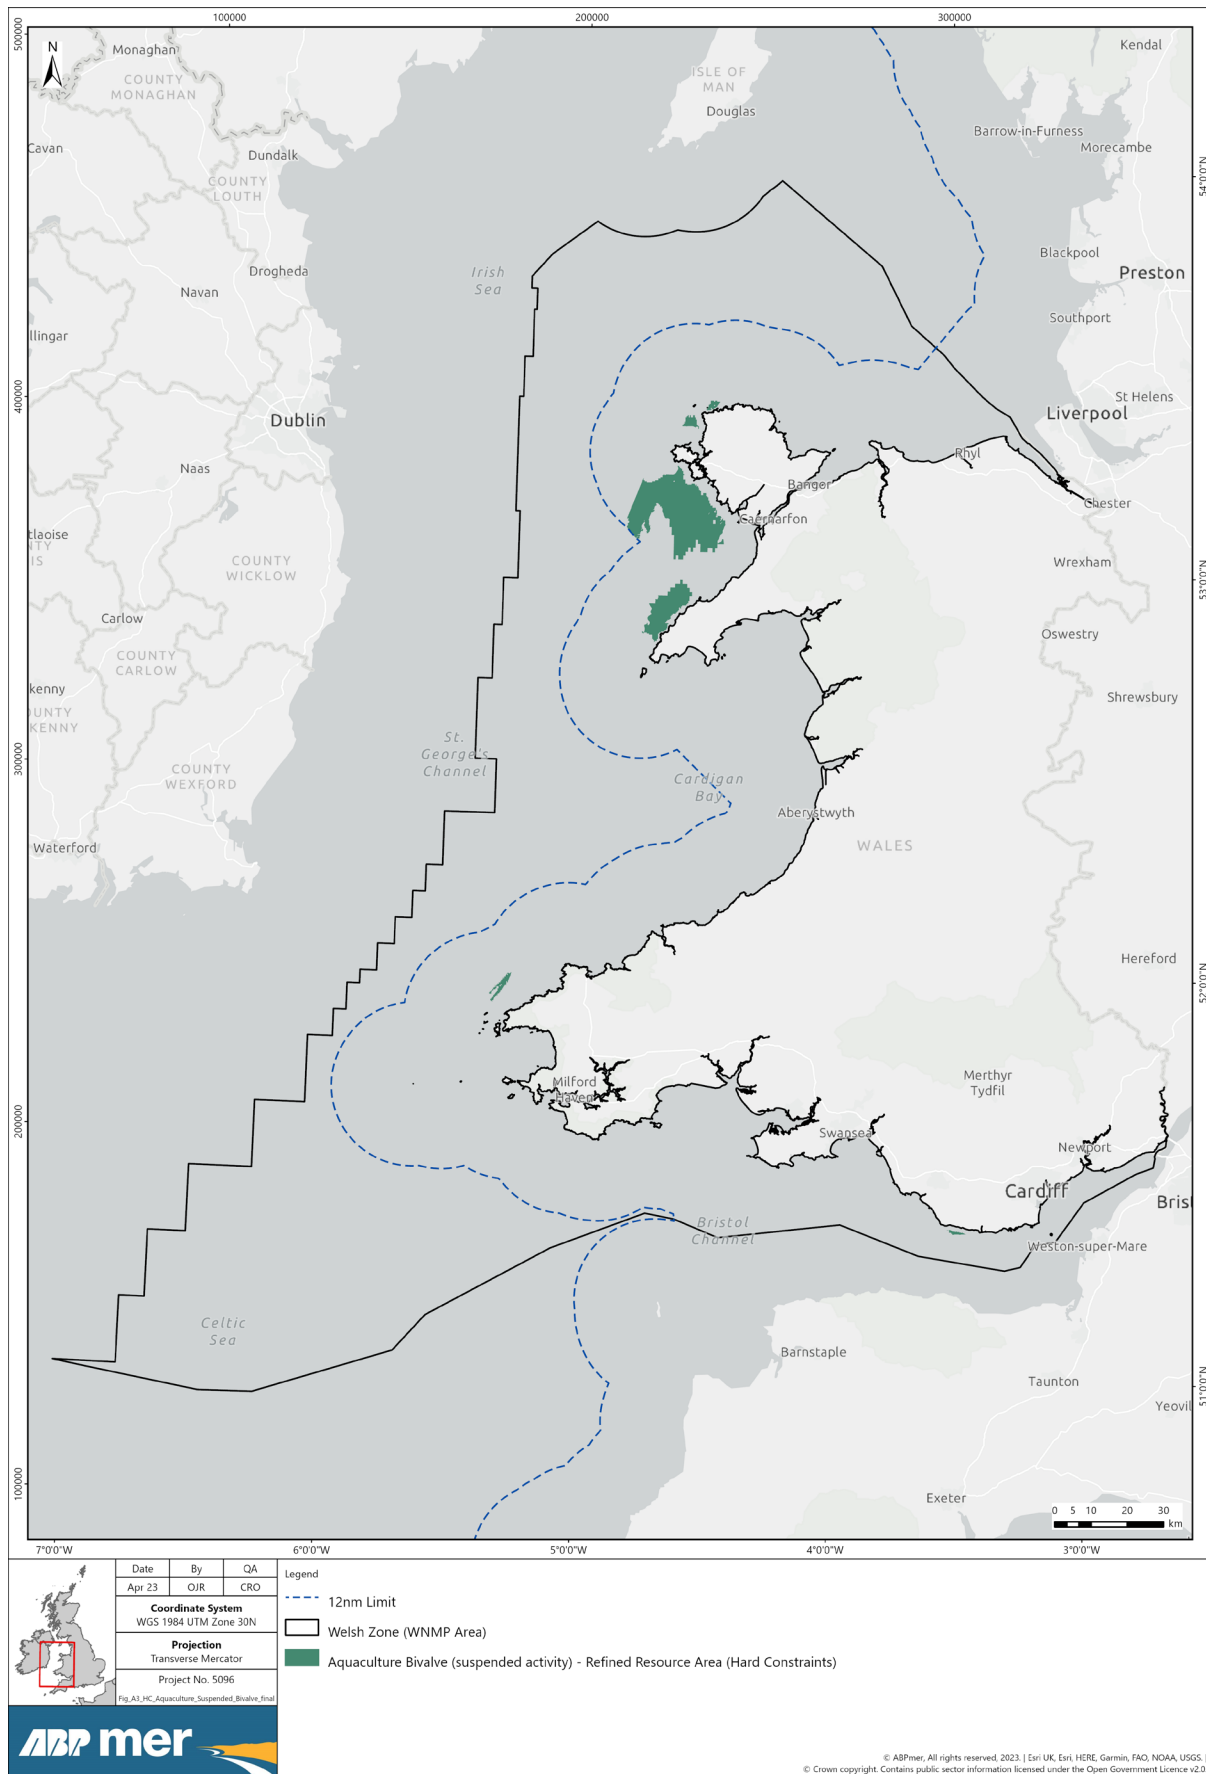 100000
200000
300000
500000
400000
300000
200000
100000
54°0'0"N
53°0'0"N
52°0'0"N
51°0'0"N
N
Monaghan
COUNTY
MONAGHAN
Cavan
Dundalk
COUNTY
LOUTH
ISLE OF
MAN
Douglas
Kendal
Barrow-in-Furness
Morecambe
Drogheda
Navan
llingar
Irish
Sea
Blackpool
Preston
Southport
Dublin
Naas
St Helens
Liverpool
Rhyl
Bangor
Caernarfon
Chester
tlaoise
NTY
IS
COUNTY
WICKLOW
Wrexham
Carlow
COUNTY
CARLOW
Oswestry
kenny
UNTY
KENNY
Shrewsbury
St.
George's
Channel
COUNTY
WEXFORD
Cardigan
Bay
Aberystwyth
Waterford
WALES
Hereford
Milford
Haven
Merthyr
Tydfil
Swansea
Newport
Cardiff
Brist
Bristol
Channel
Weston-super-Mare
Celtic
Sea
Barnstaple
Taunton
Yeovil
Exeter
0 5 10 20 30
km
7°0'0"W
6°0'0"W
5°0'0"W
4°0'0"W
3°0'0"W
Date By QA
Apr 23 OJR CRO
Coordinate System
WGS 1984 UTM Zone 30N
Projection
Transverse Mercator
Project No. 5096
Fig_A3_HC_Aquaculture_Suspended_Bivalve_final
ABP mer
Legend
12nm Limit
Welsh Zone (WNMP Area)
Aquaculture Bivalve (suspended activity) - Refined Resource Area (Hard Constraints)
© ABPmer, All rights reserved, 2023. | Esri UK, Esri, HERE, Garmin, FAO, NOAA, USGS. |
© Crown copyright. Contains public sector information licensed under the Open Government Licence v2.0.